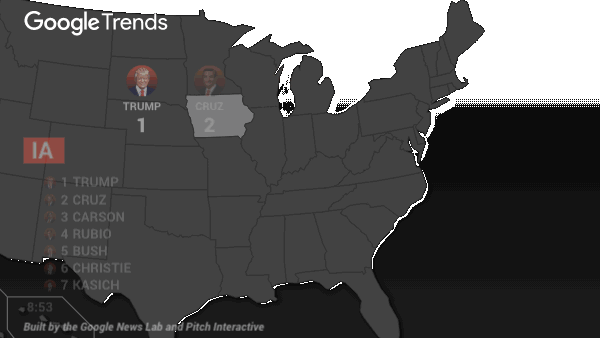 Google Trends
TRUMP
1
CRUZ
2
IA
1 TRUMP
2 CRUZ
3 CARSON
4 RUBIO
5 BUSH
6 CHRISTIE
7 KASICH
8:53
Built by the Google News Lab and Pitch Interactive